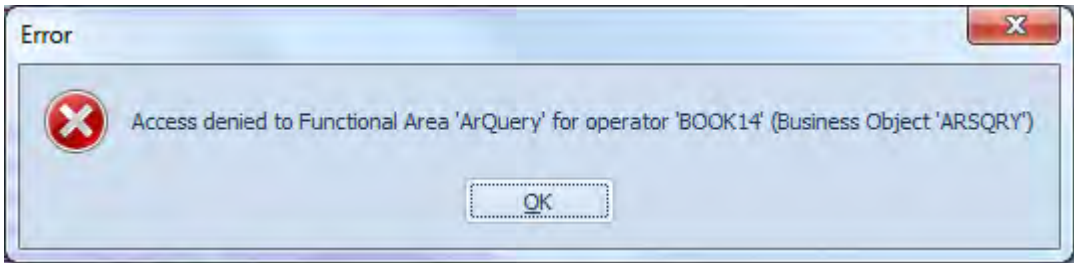 Error
Access denied to Functional Area 'ArQuery' for operator 'BOOK14' (Business Object 'ARSQRY')
OK